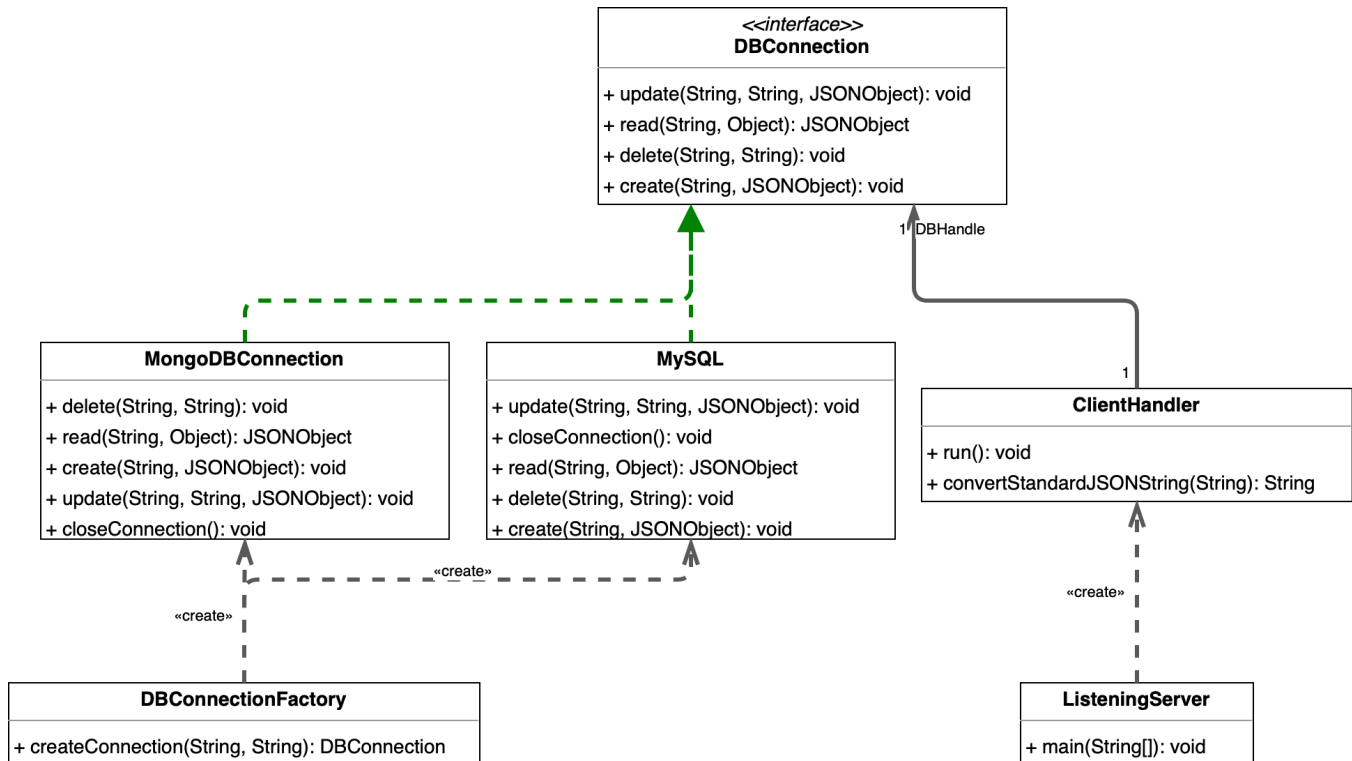 <<interface>>
DBConnection
+ update(String, String, JSONObject): void
+ read(String, Object): JSONObject
+ delete(String, String): void
+ create(String, JSONObject): void
1 DBHandle
1
MongoDBConnection
+ delete(String, String): void
+ read(String, Object): JSONObject
+ create(String, JSONObject): void
+ update(String, String, JSONObject): void
+ closeConnection(): void
MySQL
+ update(String, String, JSONObject): void
+ closeConnection(): void
+ read(String, Object): JSONObject
+ delete(String, String): void
+ create(String, JSONObject): void
ClientHandler
+ run(): void
+ convertStandardJSONString(String): String
«create»
«create»
«create»
DBConnectionFactory
+ createConnection(String, String): DBConnection
ListeningServer
+ main(String[]): void